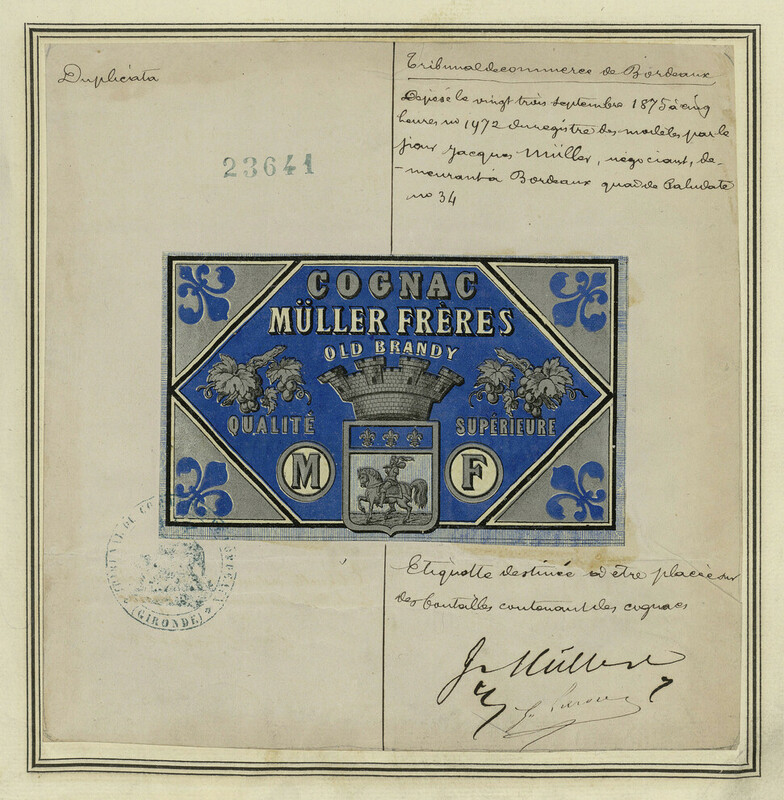 Dupliciata
Tribunal de commerce de Bordeaux
Déposé le vingt trois septembre 1875 à cinq
heures no 1972 du registre des modèles par le
sieur Jacques Müller, négociant, de-
-meurant à Bordeaux quai de Paludate
no 34
23641
COGNAC
MÜLLER FRÈRES
OLD BRANDY
QUALITÉ SUPÉRIEURE
M F
(GIRONDE)
Etiquette destinée à être placée sur
des boutailles contenant des cognacs
J. Müller